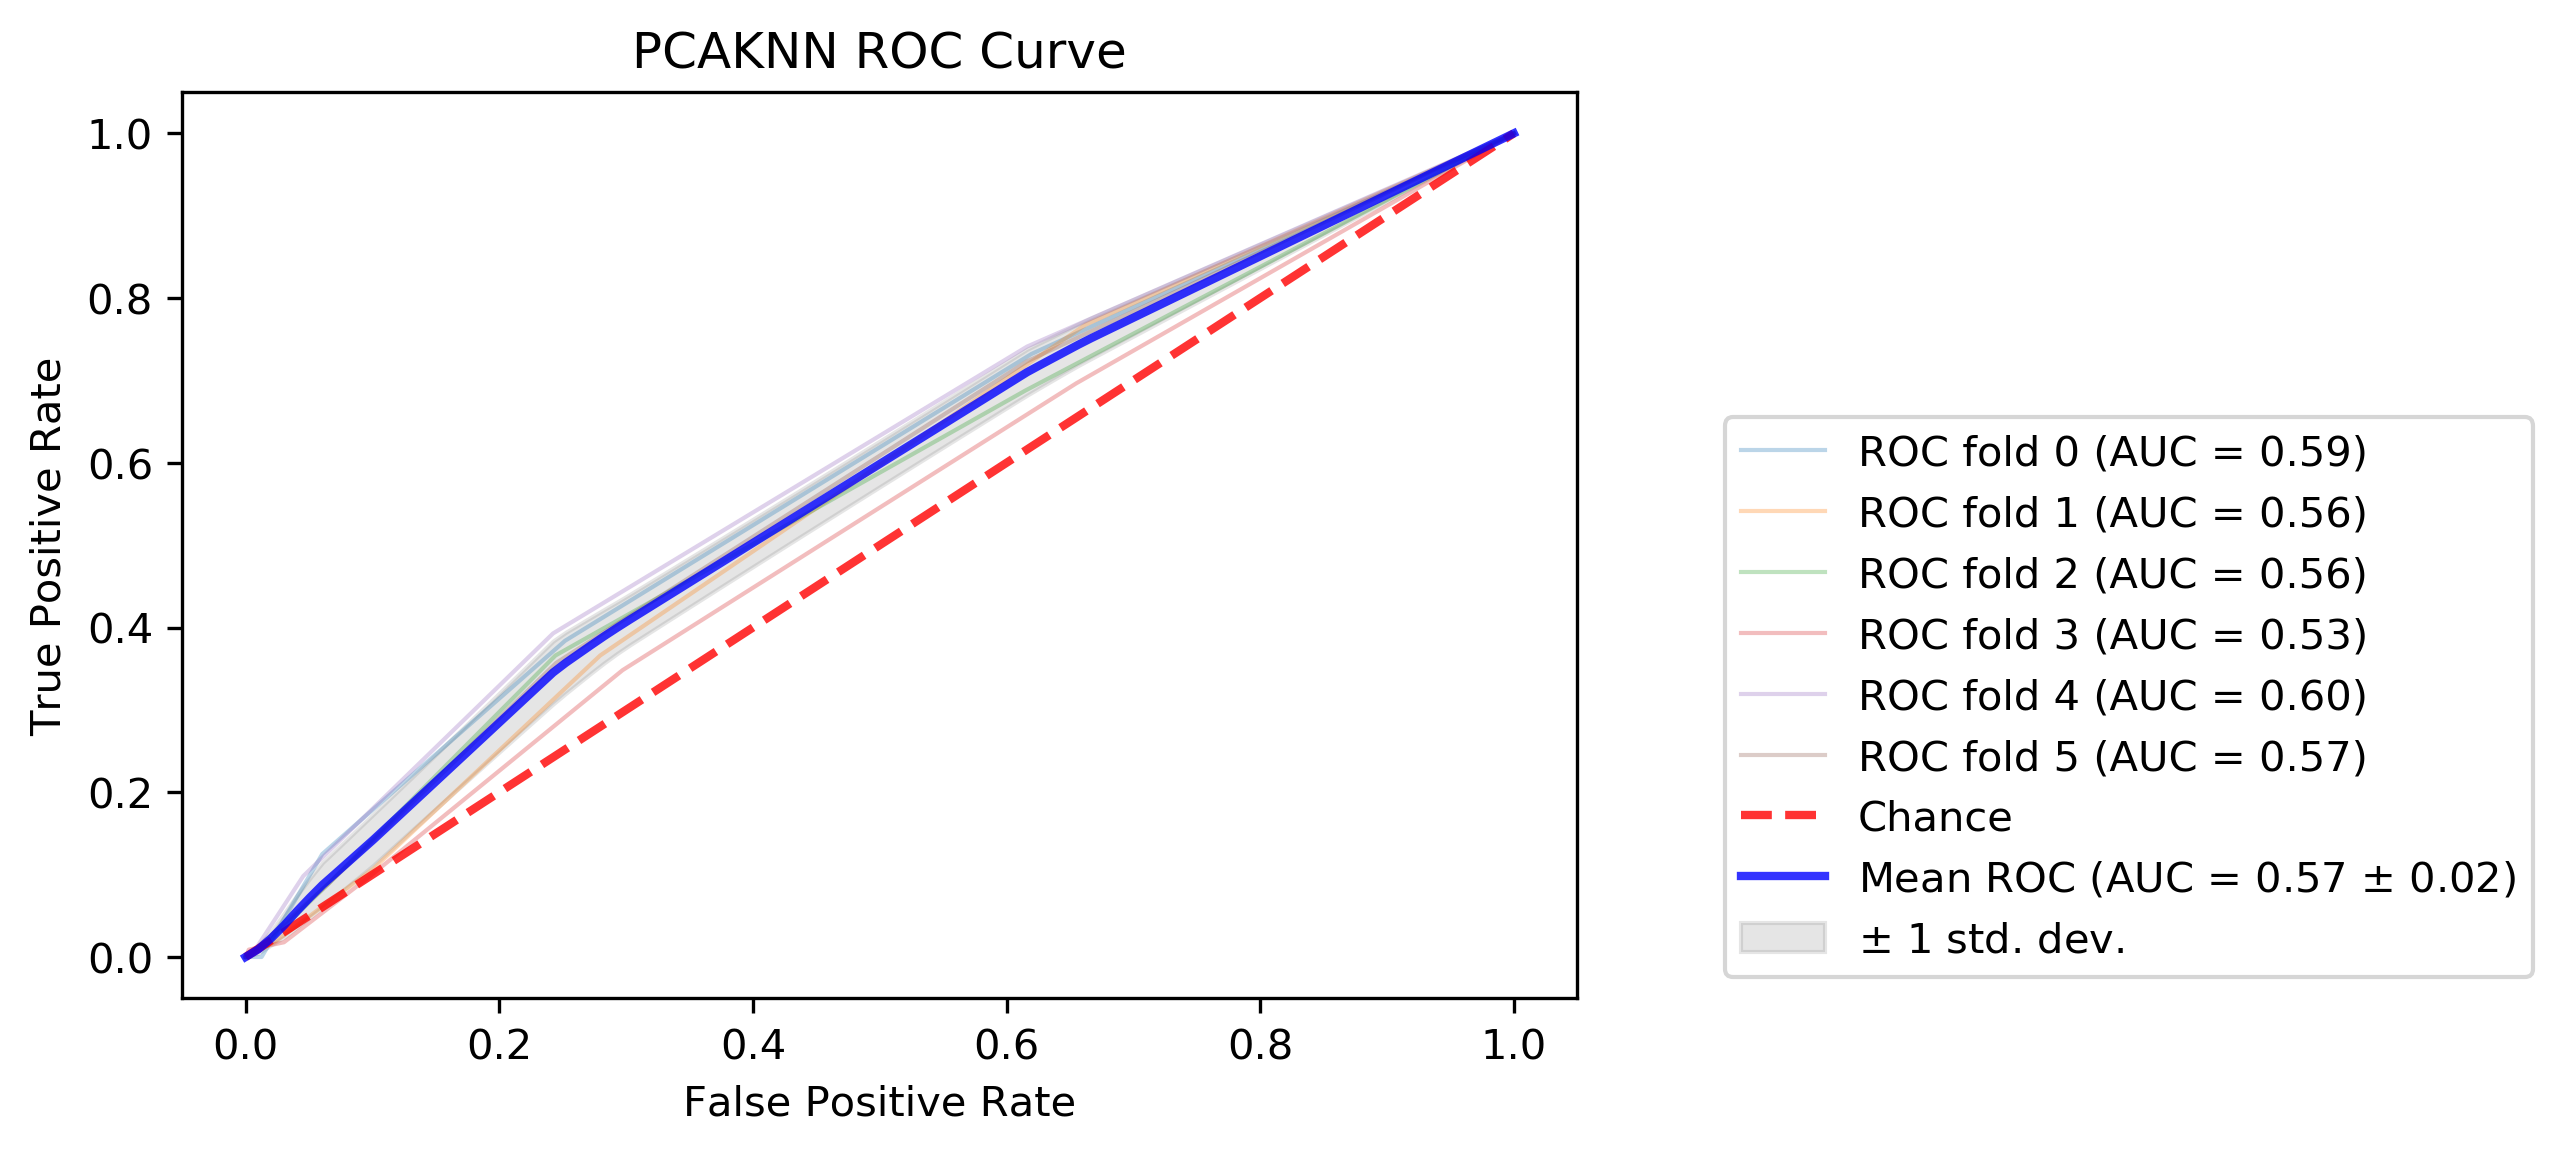 PCAKNN ROC Curve
1.0
0.8
0.6
0.4
0.2
0.0
True Positive Rate
0.0 0.2 0.4 0.6 0.8 1.0
False Positive Rate
ROC fold 0 (AUC = 0.59)
ROC fold 1 (AUC = 0.56)
ROC fold 2 (AUC = 0.56)
ROC fold 3 (AUC = 0.53)
ROC fold 4 (AUC = 0.60)
ROC fold 5 (AUC = 0.57)
Chance
Mean ROC (AUC = 0.57 ± 0.02)
± 1 std. dev.